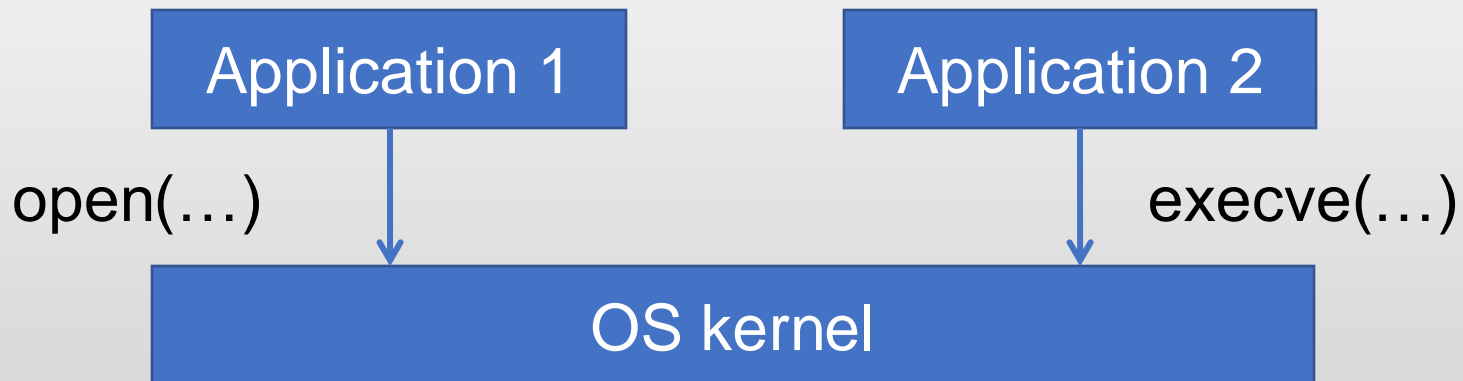 Application 1
Application 2
open(…)
execve(…)
OS kernel